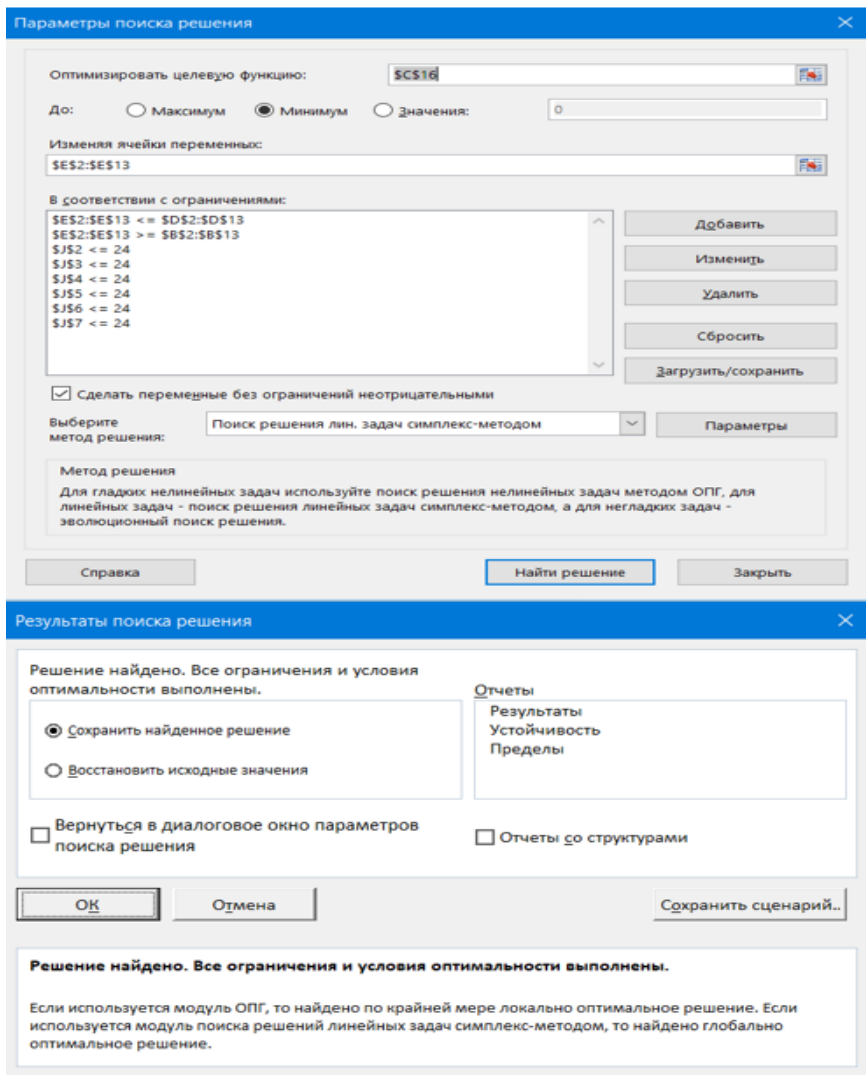 Параметры поиска решения
Оптимизировать целевую функцию: $C$16
До: Максимум Минимум Значения: 0
Изменяя ячейки переменных:
$E$2:$E$13
В соответствии с ограничениями:
$E$2:$E$13 <= $D$2:$D$13
$E$2:$E$13 >= $B$2:$B$13
$J$2 <= 24
$J$3 <= 24
$J$4 <= 24
$J$5 <= 24
$J$6 <= 24
$J$7 <= 24
Добавить
Изменить
Удалить
Сбросить
Загрузить/сохранить
Сделать переменные без ограничений неотрицательными
Выберите
метод решения:
Поиск решения лин. задач симплекс-методом
Параметры
Метод решения
Для гладких нелинейных задач используйте поиск решения нелинейных задач методом ОПГ, для
линейных задач - поиск решения линейных задач симплекс-методом, а для негладких задач -
эволюционный поиск решения.
Справка
Найти решение
Закрыть
Результаты поиска решения
Решение найдено. Все ограничения и условия
оптимальности выполнены.
Сохранить найденное решение
Восстановить исходные значения
Отчеты
Результаты
Устойчивость
Пределы
Вернуться в диалоговое окно параметров
поиска решения
Отчеты со структурами
ОК
Отмена
Сохранить сценарий..
Решение найдено. Все ограничения и условия оптимальности выполнены.
Если используется модуль ОПГ, то найдено по крайней мере локально оптимальное решение. Если
используется модуль поиска решений линейных задач симплекс-методом, то найдено глобально
оптимальное решение.